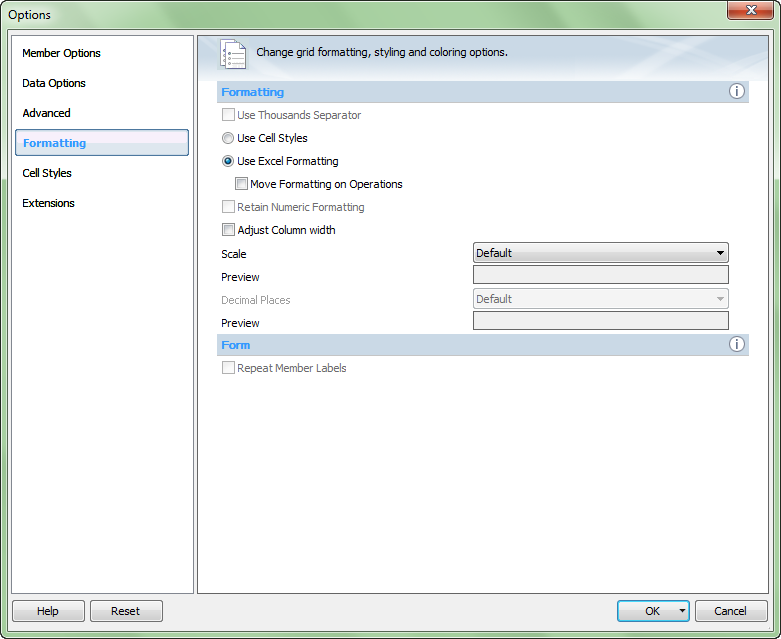 Options
Member Options
Data Options
Advanced
Formatting
Cell Styles
Extensions
Change grid formatting, styling and coloring options.
Formatting
Use Thousands Separator
Use Cell Styles
Use Excel Formatting
Move Formatting on Operations
Retain Numeric Formatting
Adjust Column width
Scale Default
Preview
Decimal Places Default
Preview
Form
Repeat Member Labels
Help Reset OK Cancel